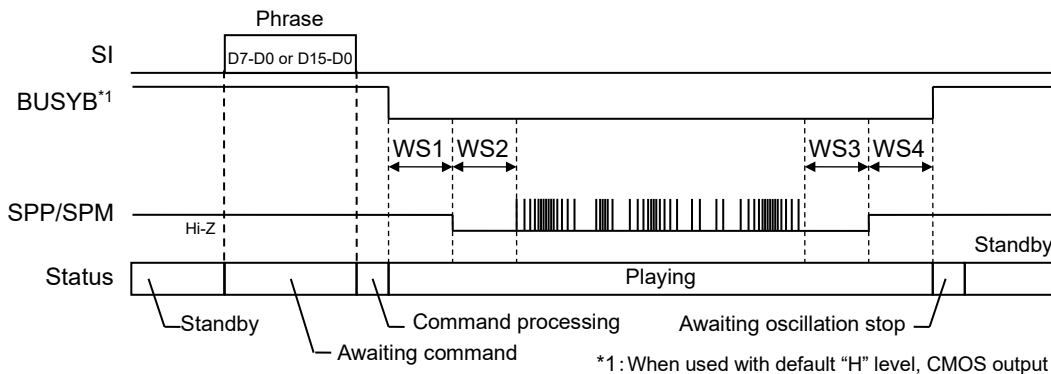 Phrase
SI
D7-D0 or D15-D0
BUSYB*1
WS1
WS2
WS3
WS4
SPP/SPM
Hi-Z
Standby
Status
Playing
Standby
Command processing
Awaiting oscillation stop
Awaiting command
*1: When used with default “H” level, CMOS output